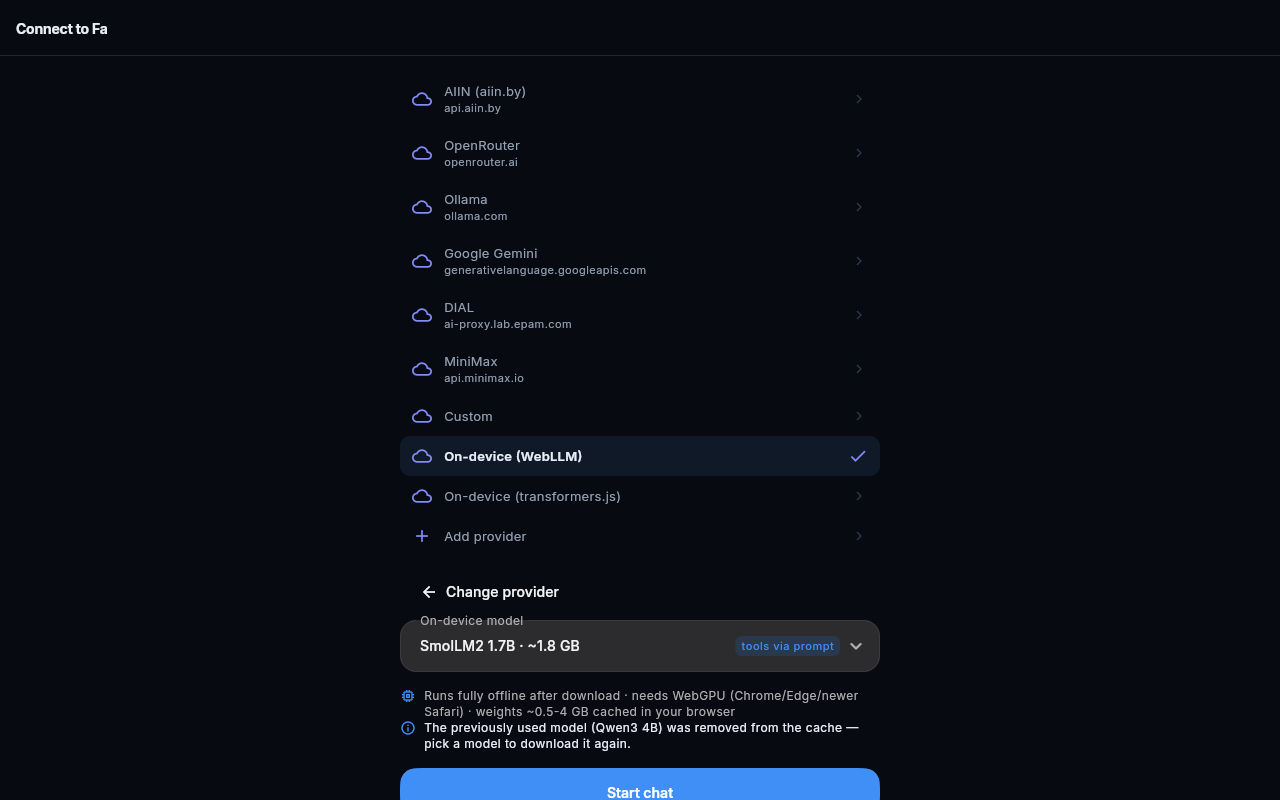 Connect to Fa
AIIN (aiin.by)
api.aiin.by
OpenRouter
openrouter.ai
Ollama
ollama.com
Google Gemini
generativelanguage.googleapis.com
DIAL
ai-proxy.lab.epam.com
MiniMax
api.minimax.io
Custom
On-device (WebLLM)
On-device (transformers.js)
Add provider
Change provider
On-device model
SmolLM2 1.7B · ~1.8 GB
tools via prompt
Runs fully offline after download · needs WebGPU (Chrome/Edge/newer
Safari) · weights ~0.5-4 GB cached in your browser
The previously used model (Qwen3 4B) was removed from the cache —
pick a model to download it again.
Start chat